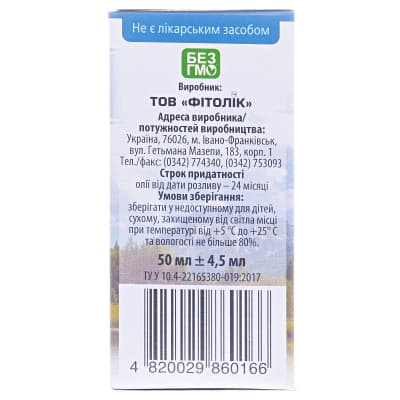 Не є лікарським засобом
БЕЗ
ГМО
Виробник:
ТОВ «ФІТОЛІК»
Адреса виробника/
потужностей виробництва:
Україна, 76026, м. Івано-Франківськ,
вул. Гетьмана Мазепи, 183, корп. 1
Тел./факс: (0342) 774340, (0342) 753093
Строк придатності
олії від дати розливу – 24 місяці
Умови зберігання:
зберігати у недоступному для дітей,
сухому, захищеному від світла місці
при температурі від +5 °С до +25° С
та вологості не більше 80%.
50 мл ± 4,5 мл
ТУ У 10.4-22165380-019:2017
4 820029 860166